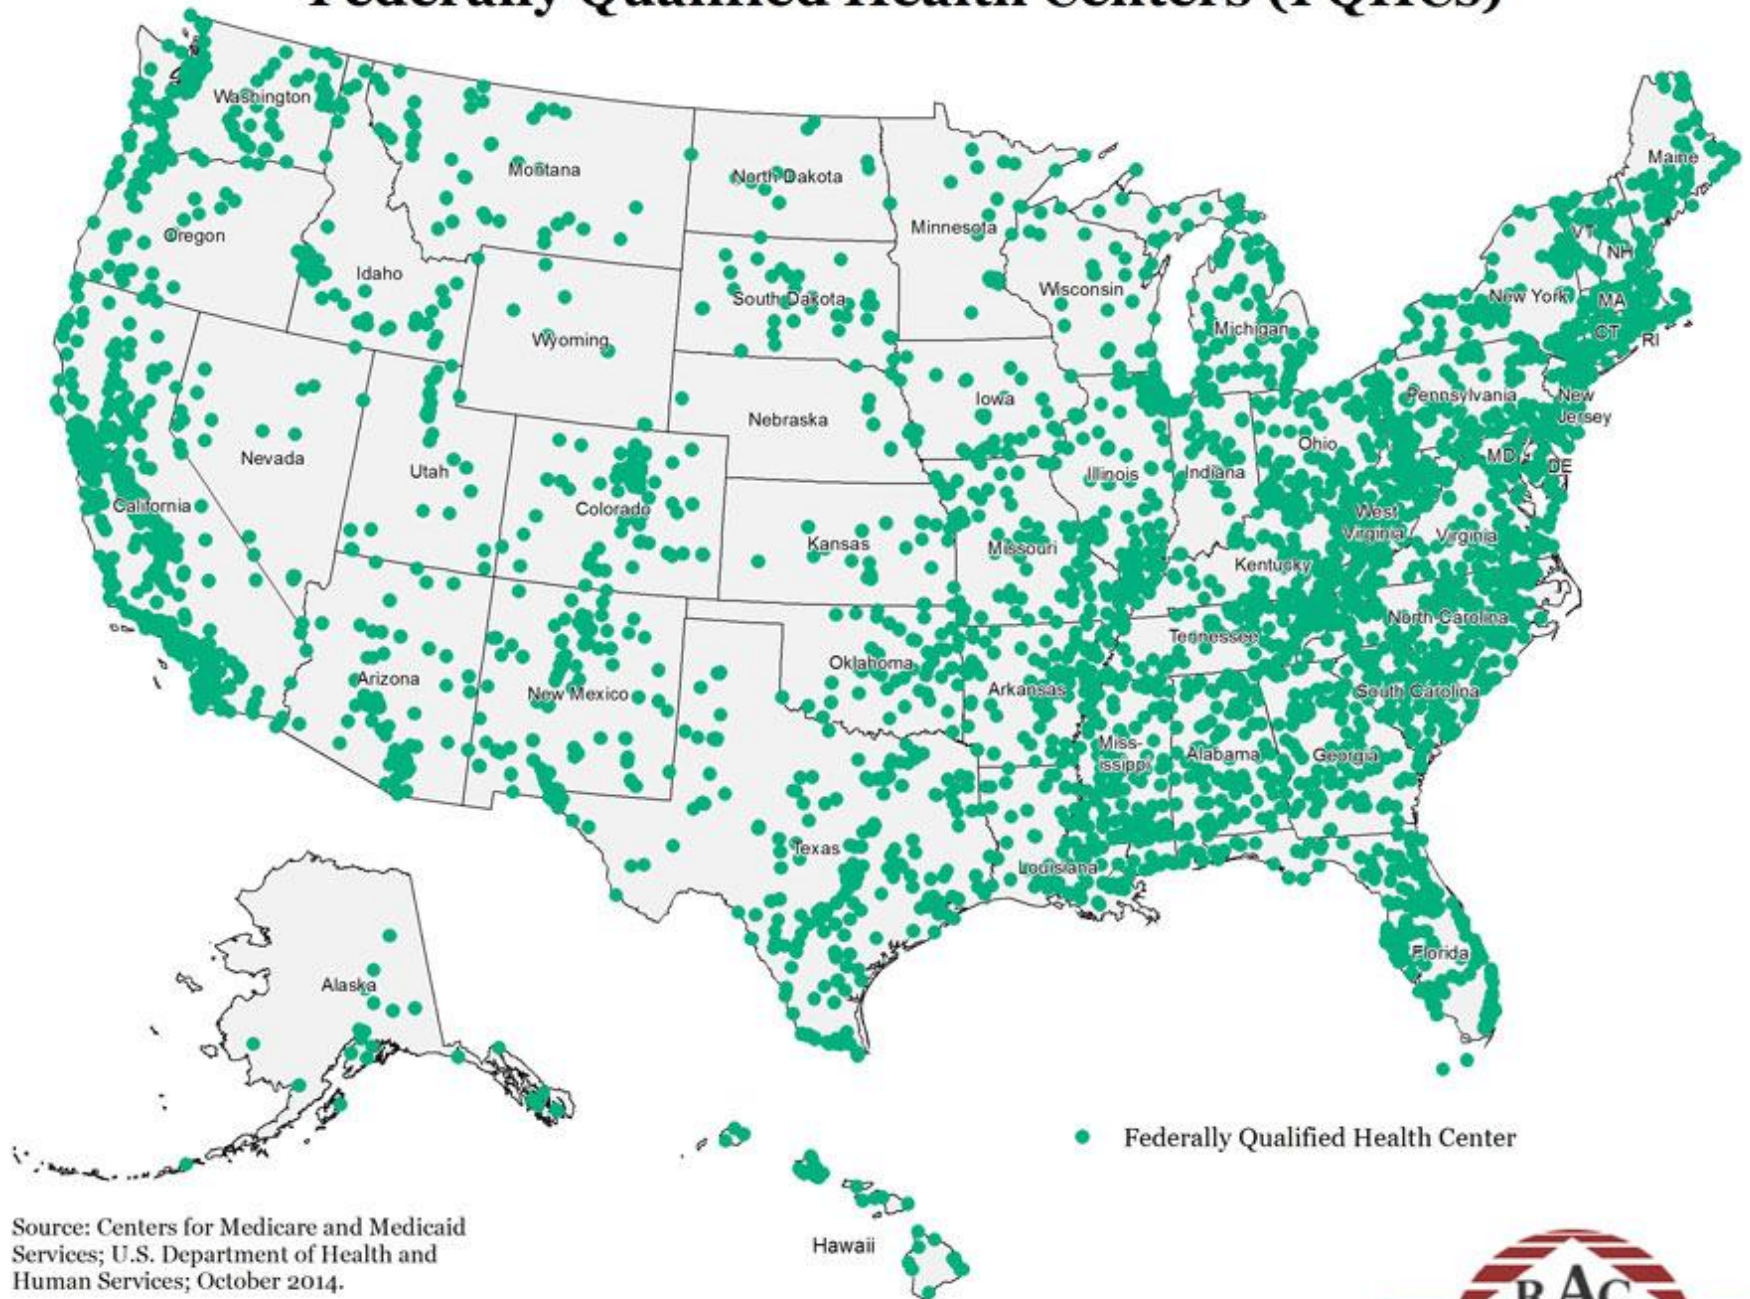 Federally Qualified Health Centers (FQHCs)
Washington
Montana
North Dakota
Minnesota
Maine
Oregon
Idaho
VT
NH
South Dakota
Wisconsin
New York
MA
Wyoming
Michigan
CT
RI
Iowa
Pennsylvania
New
Jersey
Nebraska
Ohio
MD
DE
Nevada
Utah
Illinois
Indiana
California
Colorado
West
Virginia
Virginia
Kansas
Missouri
Kentucky
North Carolina
Tennessee
Oklahoma
Arizona
New Mexico
Arkansas
South Carolina
Miss-
issippi
Alabama
Georgia
Texas
Louisiana
Florida
Alaska
Federally Qualified Health Center
Hawaii
Source: Centers for Medicare and Medicaid
Services; U.S. Department of Health and
Human Services; October 2014.
RAC